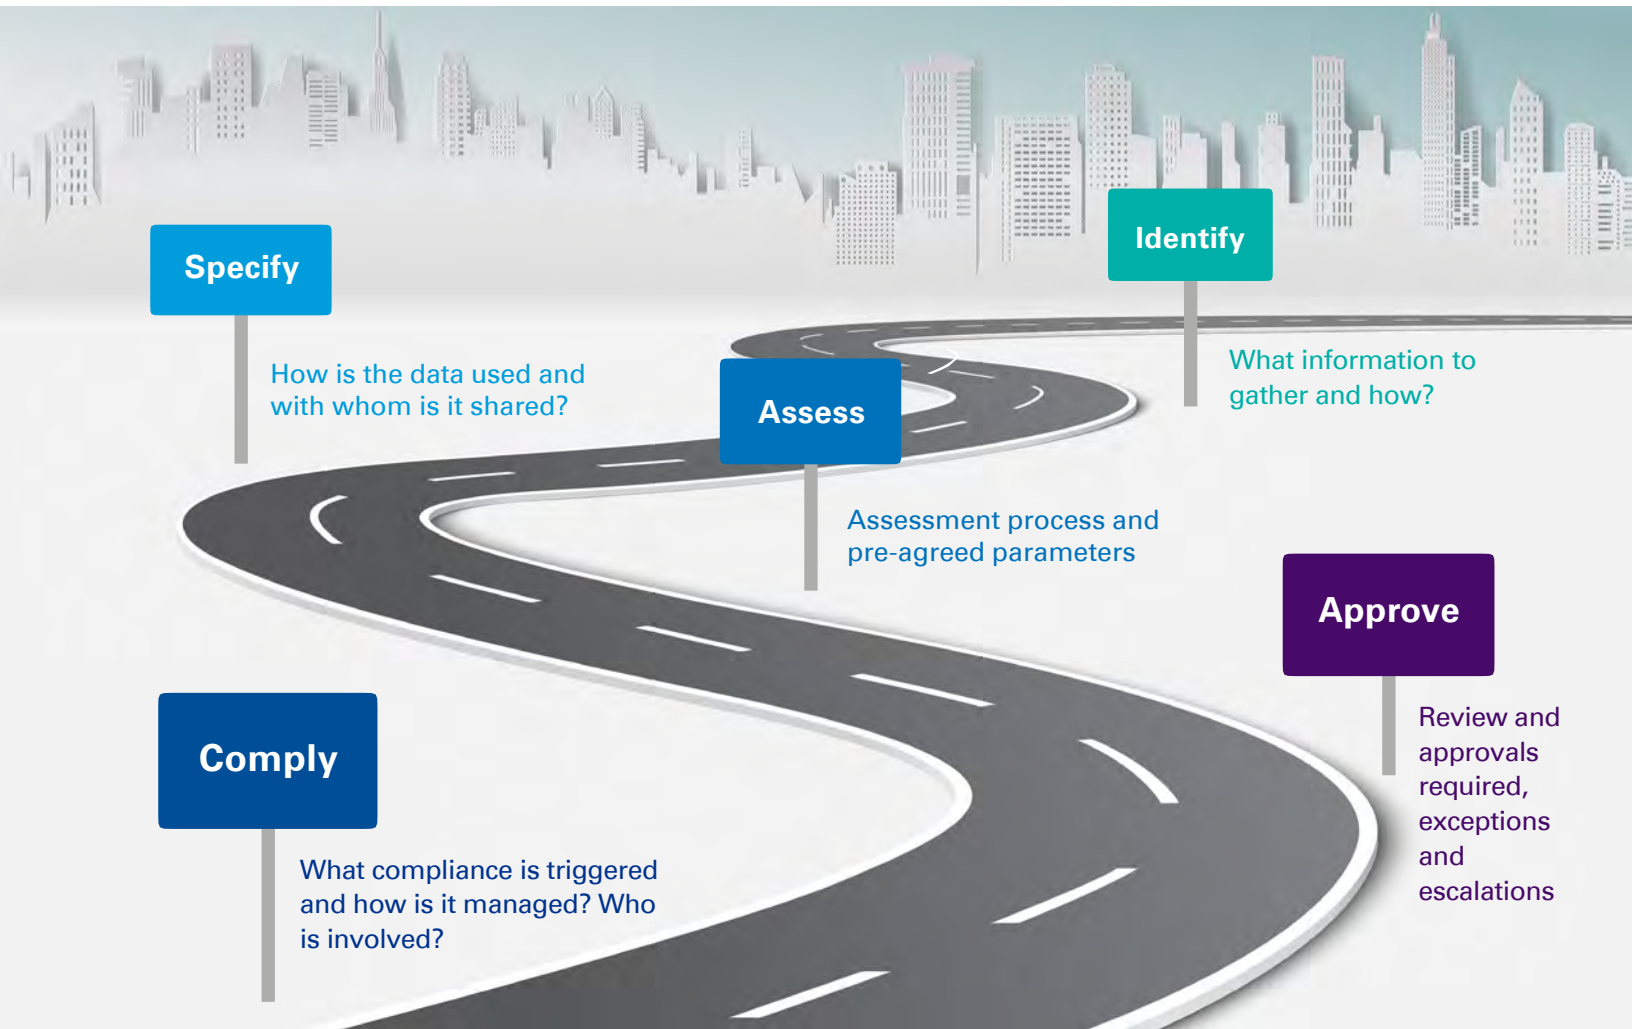 Identify
What information to
gather and how?
Specify
How is the data used and
with whom is it shared?
Assess
Assessment process and
pre-agreed parameters
Approve
Review and
approvals
required,
exceptions
and
escalations
Comply
What compliance is triggered
and how is it managed? Who
is involved?